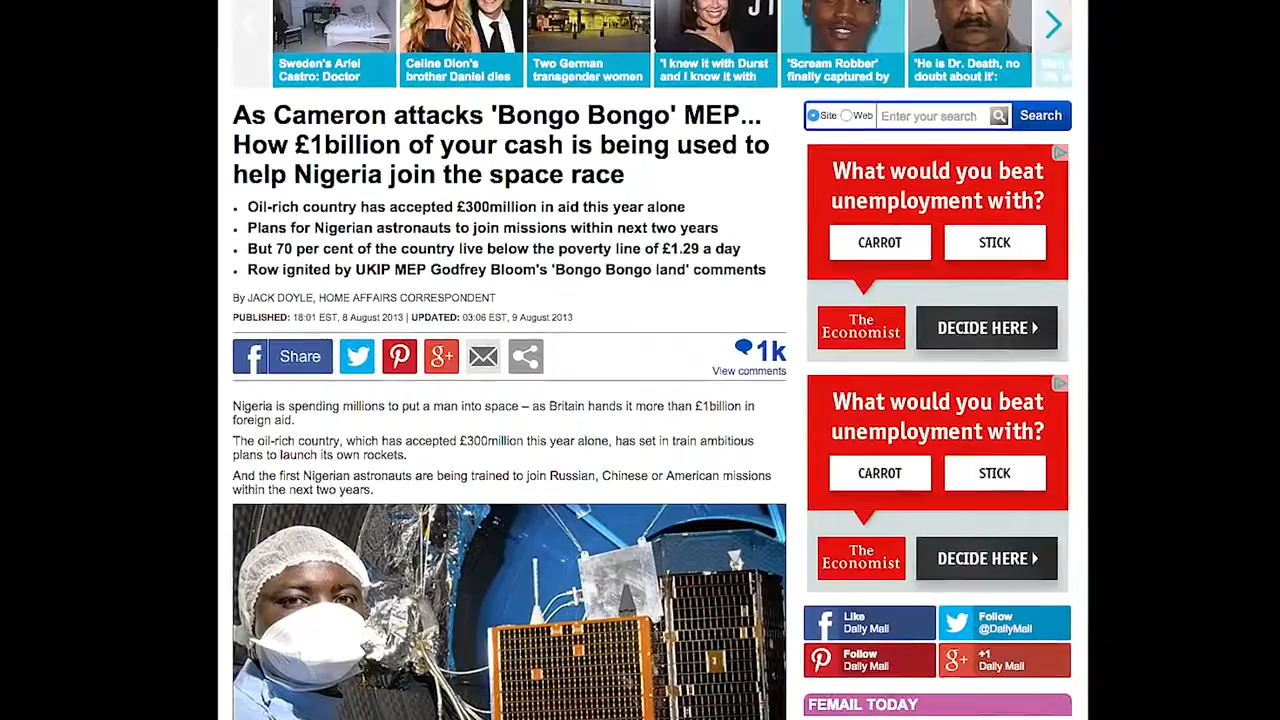 Sweden's Ariel
Castro: Doctor
Celine Dion's
brother Daniel dies
Two German
transgender women
'I knew it with Durst
and I know it with
'Scream Robber'
finally captured by
'He is Dr. Death, no
doubt about it':
As Cameron attacks 'Bongo Bongo' MEP...
How £1billion of your cash is being used to
help Nigeria join the space race
• Oil-rich country has accepted £300million in aid this year alone
• Plans for Nigerian astronauts to join missions within next two years
• But 70 per cent of the country live below the poverty line of £1.29 a day
• Row ignited by UKIP MEP Godfrey Bloom's 'Bongo Bongo land' comments
By JACK DOYLE, HOME AFFAIRS CORRESPONDENT
PUBLISHED: 18:01 EST, 8 August 2013 | UPDATED: 03:06 EST, 9 August 2013
Share
1k
View comments
Nigeria is spending millions to put a man into space – as Britain hands it more than £1billion in
foreign aid.
The oil-rich country, which has accepted £300million this year alone, has set in train ambitious
plans to launch its own rockets.
And the first Nigerian astronauts are being trained to join Russian, Chinese or American missions
within the next two years.
Site Web Enter your search Search
What would you beat
unemployment with?
CARROT STICK
The
Economist
DECIDE HERE
What would you beat
unemployment with?
CARROT STICK
The
Economist
DECIDE HERE
Like
Daily Mail
Follow
@DailyMail
Follow
Daily Mail
+1
Daily Mail
FEMAIL TODAY